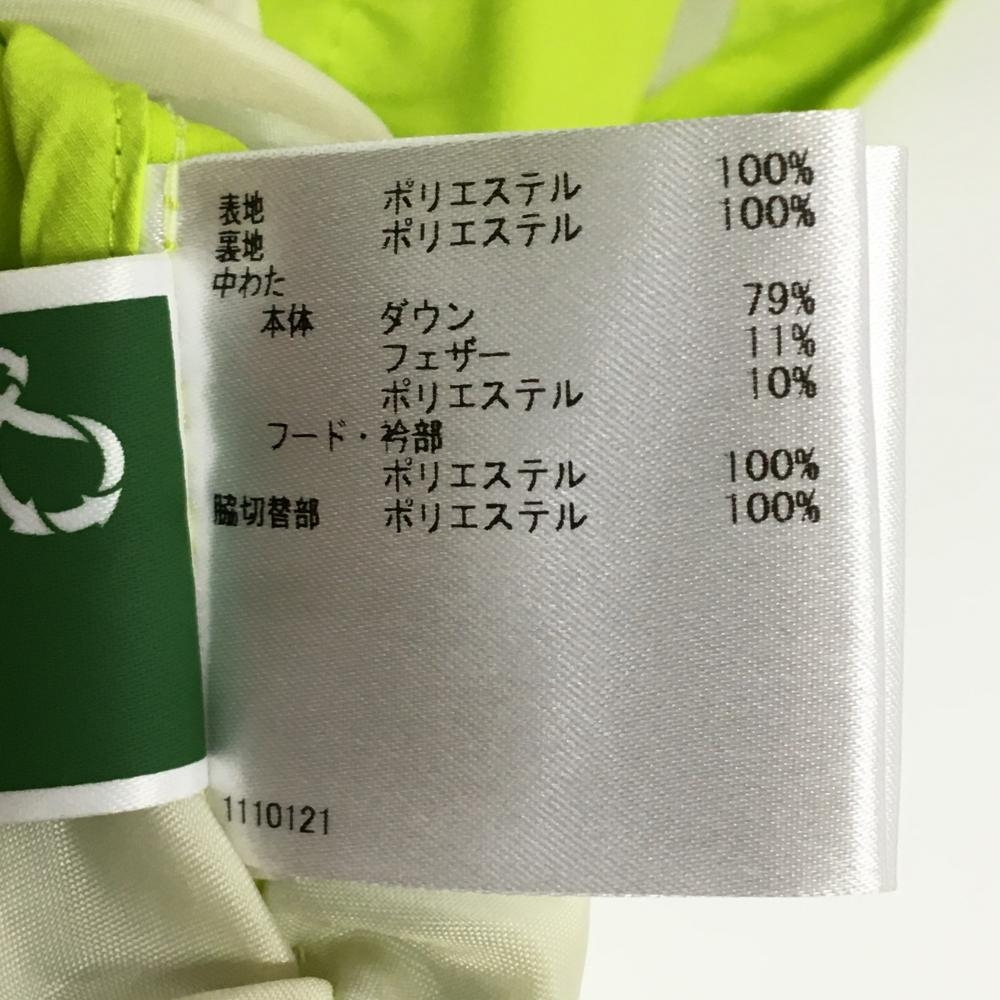 表地 ポリエステル 100%
裏地 ポリエステル 100%
中わた
本体 ダウン 79%
フェザー 11%
ポリエステル 10%
フード・衿部
ポリエステル 100%
脇切替部 ポリエステル 100%
1110121